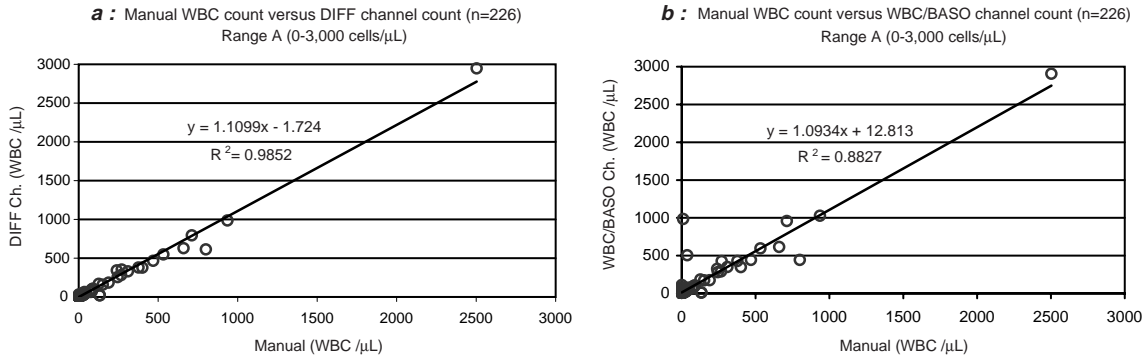 a : Manual WBC count versus DIFF channel count (n=226)
Range A (0-3,000 cells/μL)
3000
2500
2000
1500
1000
500
0
DIFF Ch. (WBC /μL)
y = 1.1099x - 1.724
R² = 0.9852
0 500 1000 1500 2000 2500 3000
Manual (WBC /μL)
b : Manual WBC count versus WBC/BASO channel count (n=226)
Range A (0-3,000 cells/μL)
3000
2500
2000
1500
1000
500
0
WBC/BASO Ch. (WBC /μL)
y = 1.0934x + 12.813
R² = 0.8827
0 500 1000 1500 2000 2500 3000
Manual (WBC /μL)